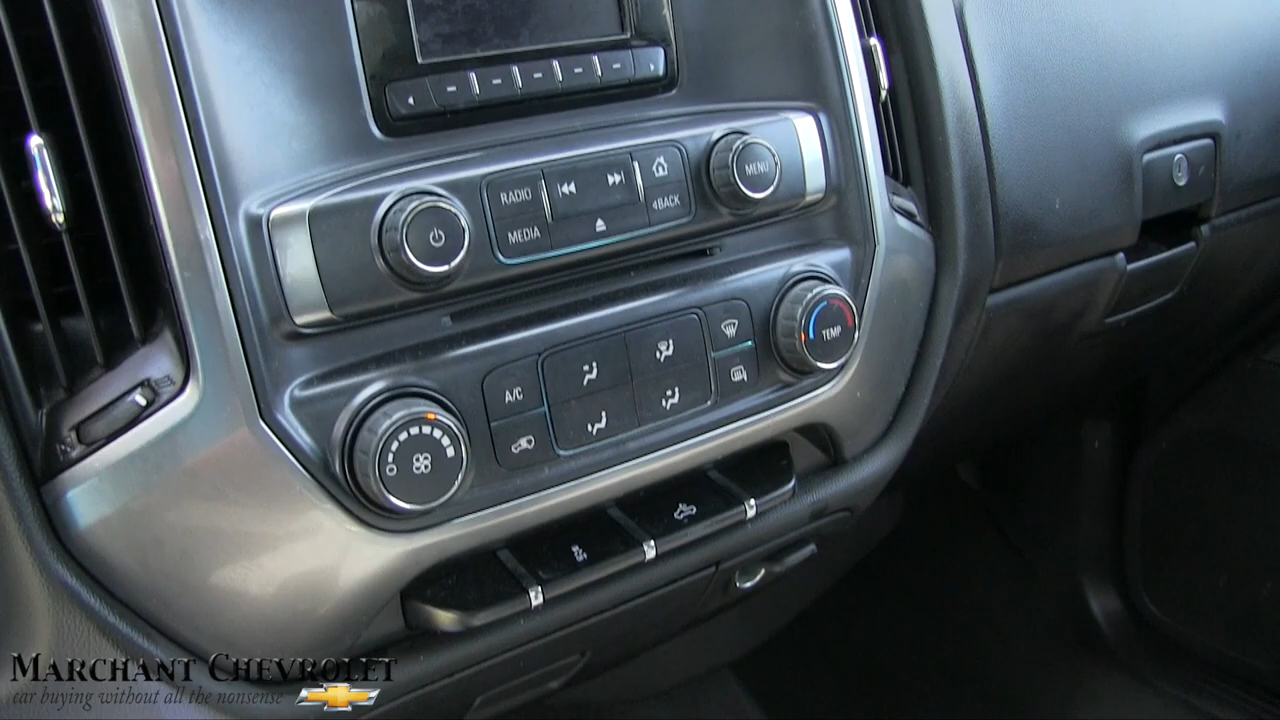 RADIO
MEDIA
BACK
MENU
A/C
TEMP
MARCHANT CHEVROLET
car buying without all the nonsense